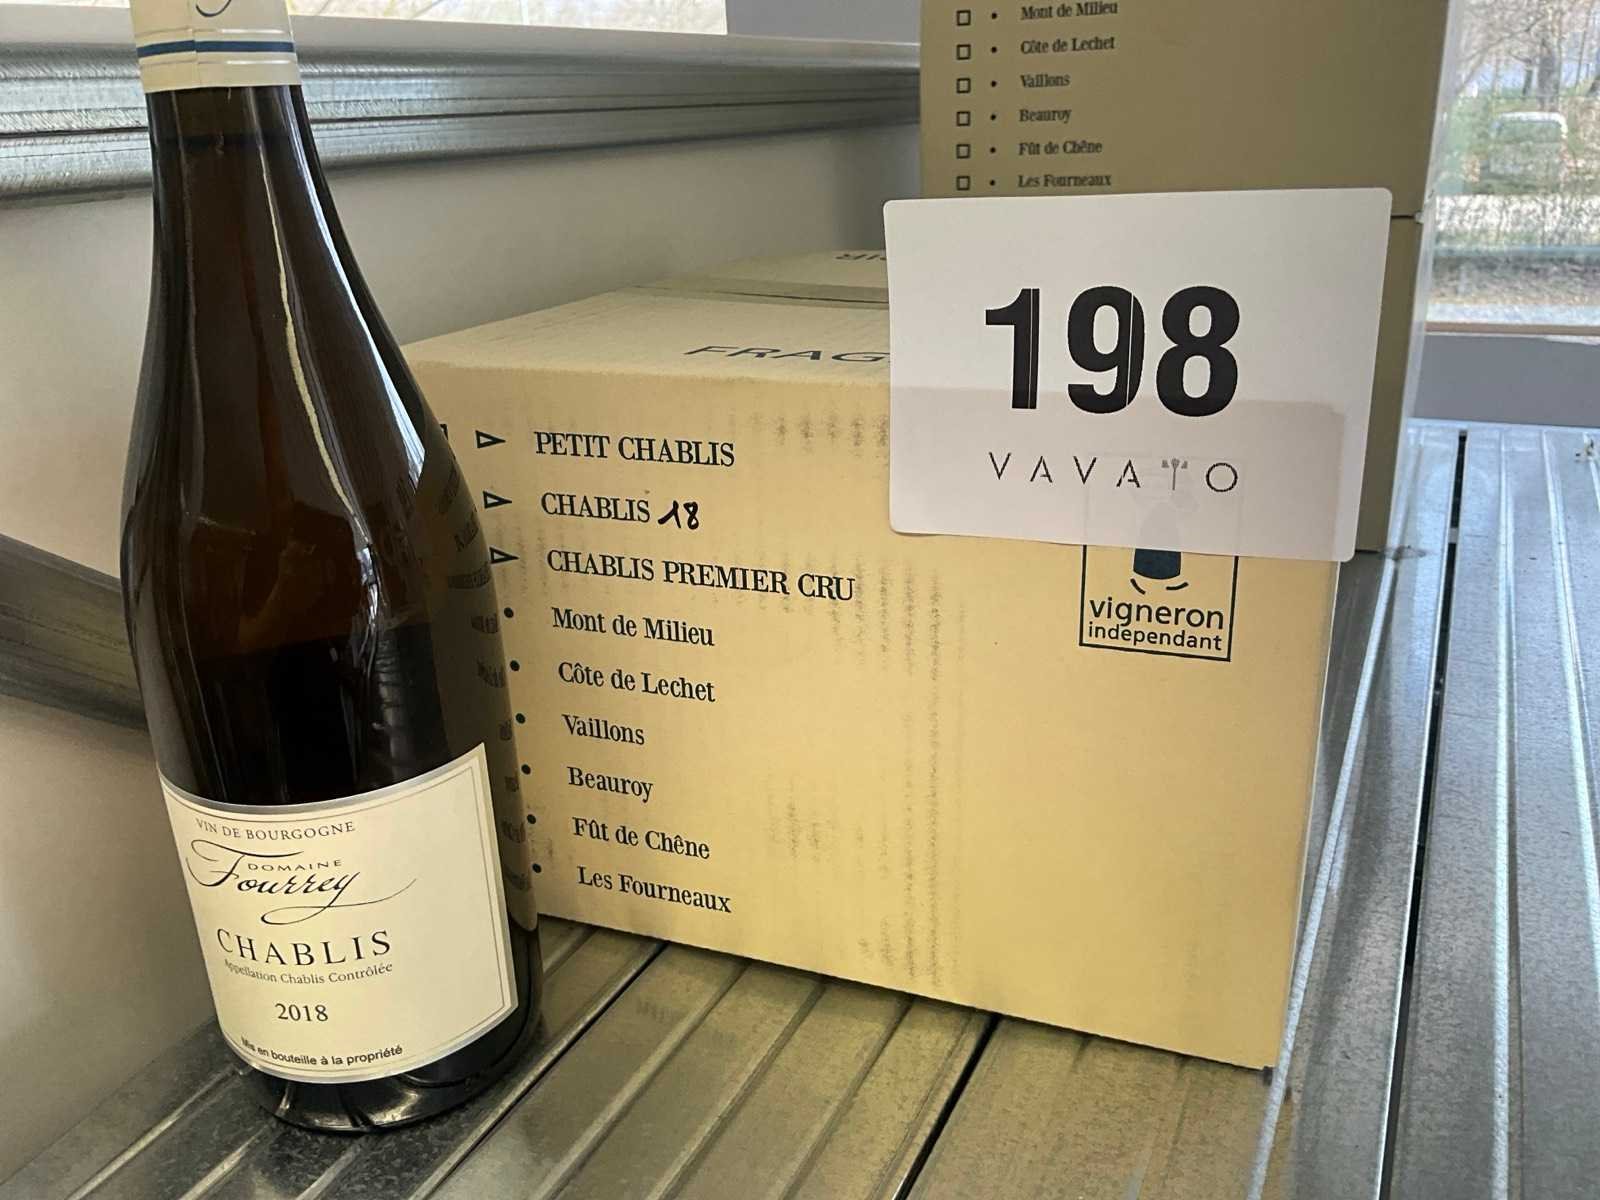 Mont de Milieu
Côte de Lechet
Vaillons
Beauroy
Fût de Chêne
Les Fourneaux
198
VAVATO
PETIT CHABLIS
CHABLIS 18
CHABLIS PREMIER CRU
Mont de Milieu
Côte de Lechet
Vaillons
Beauroy
Fût de Chêne
Les Fourneaux
vigneron
independant
VIN DE BOURGOGNE
DOMAINE
Fourrey
CHABLIS
Appellation Chablis Contrôlée
2018
Mis en bouteille à la propriété